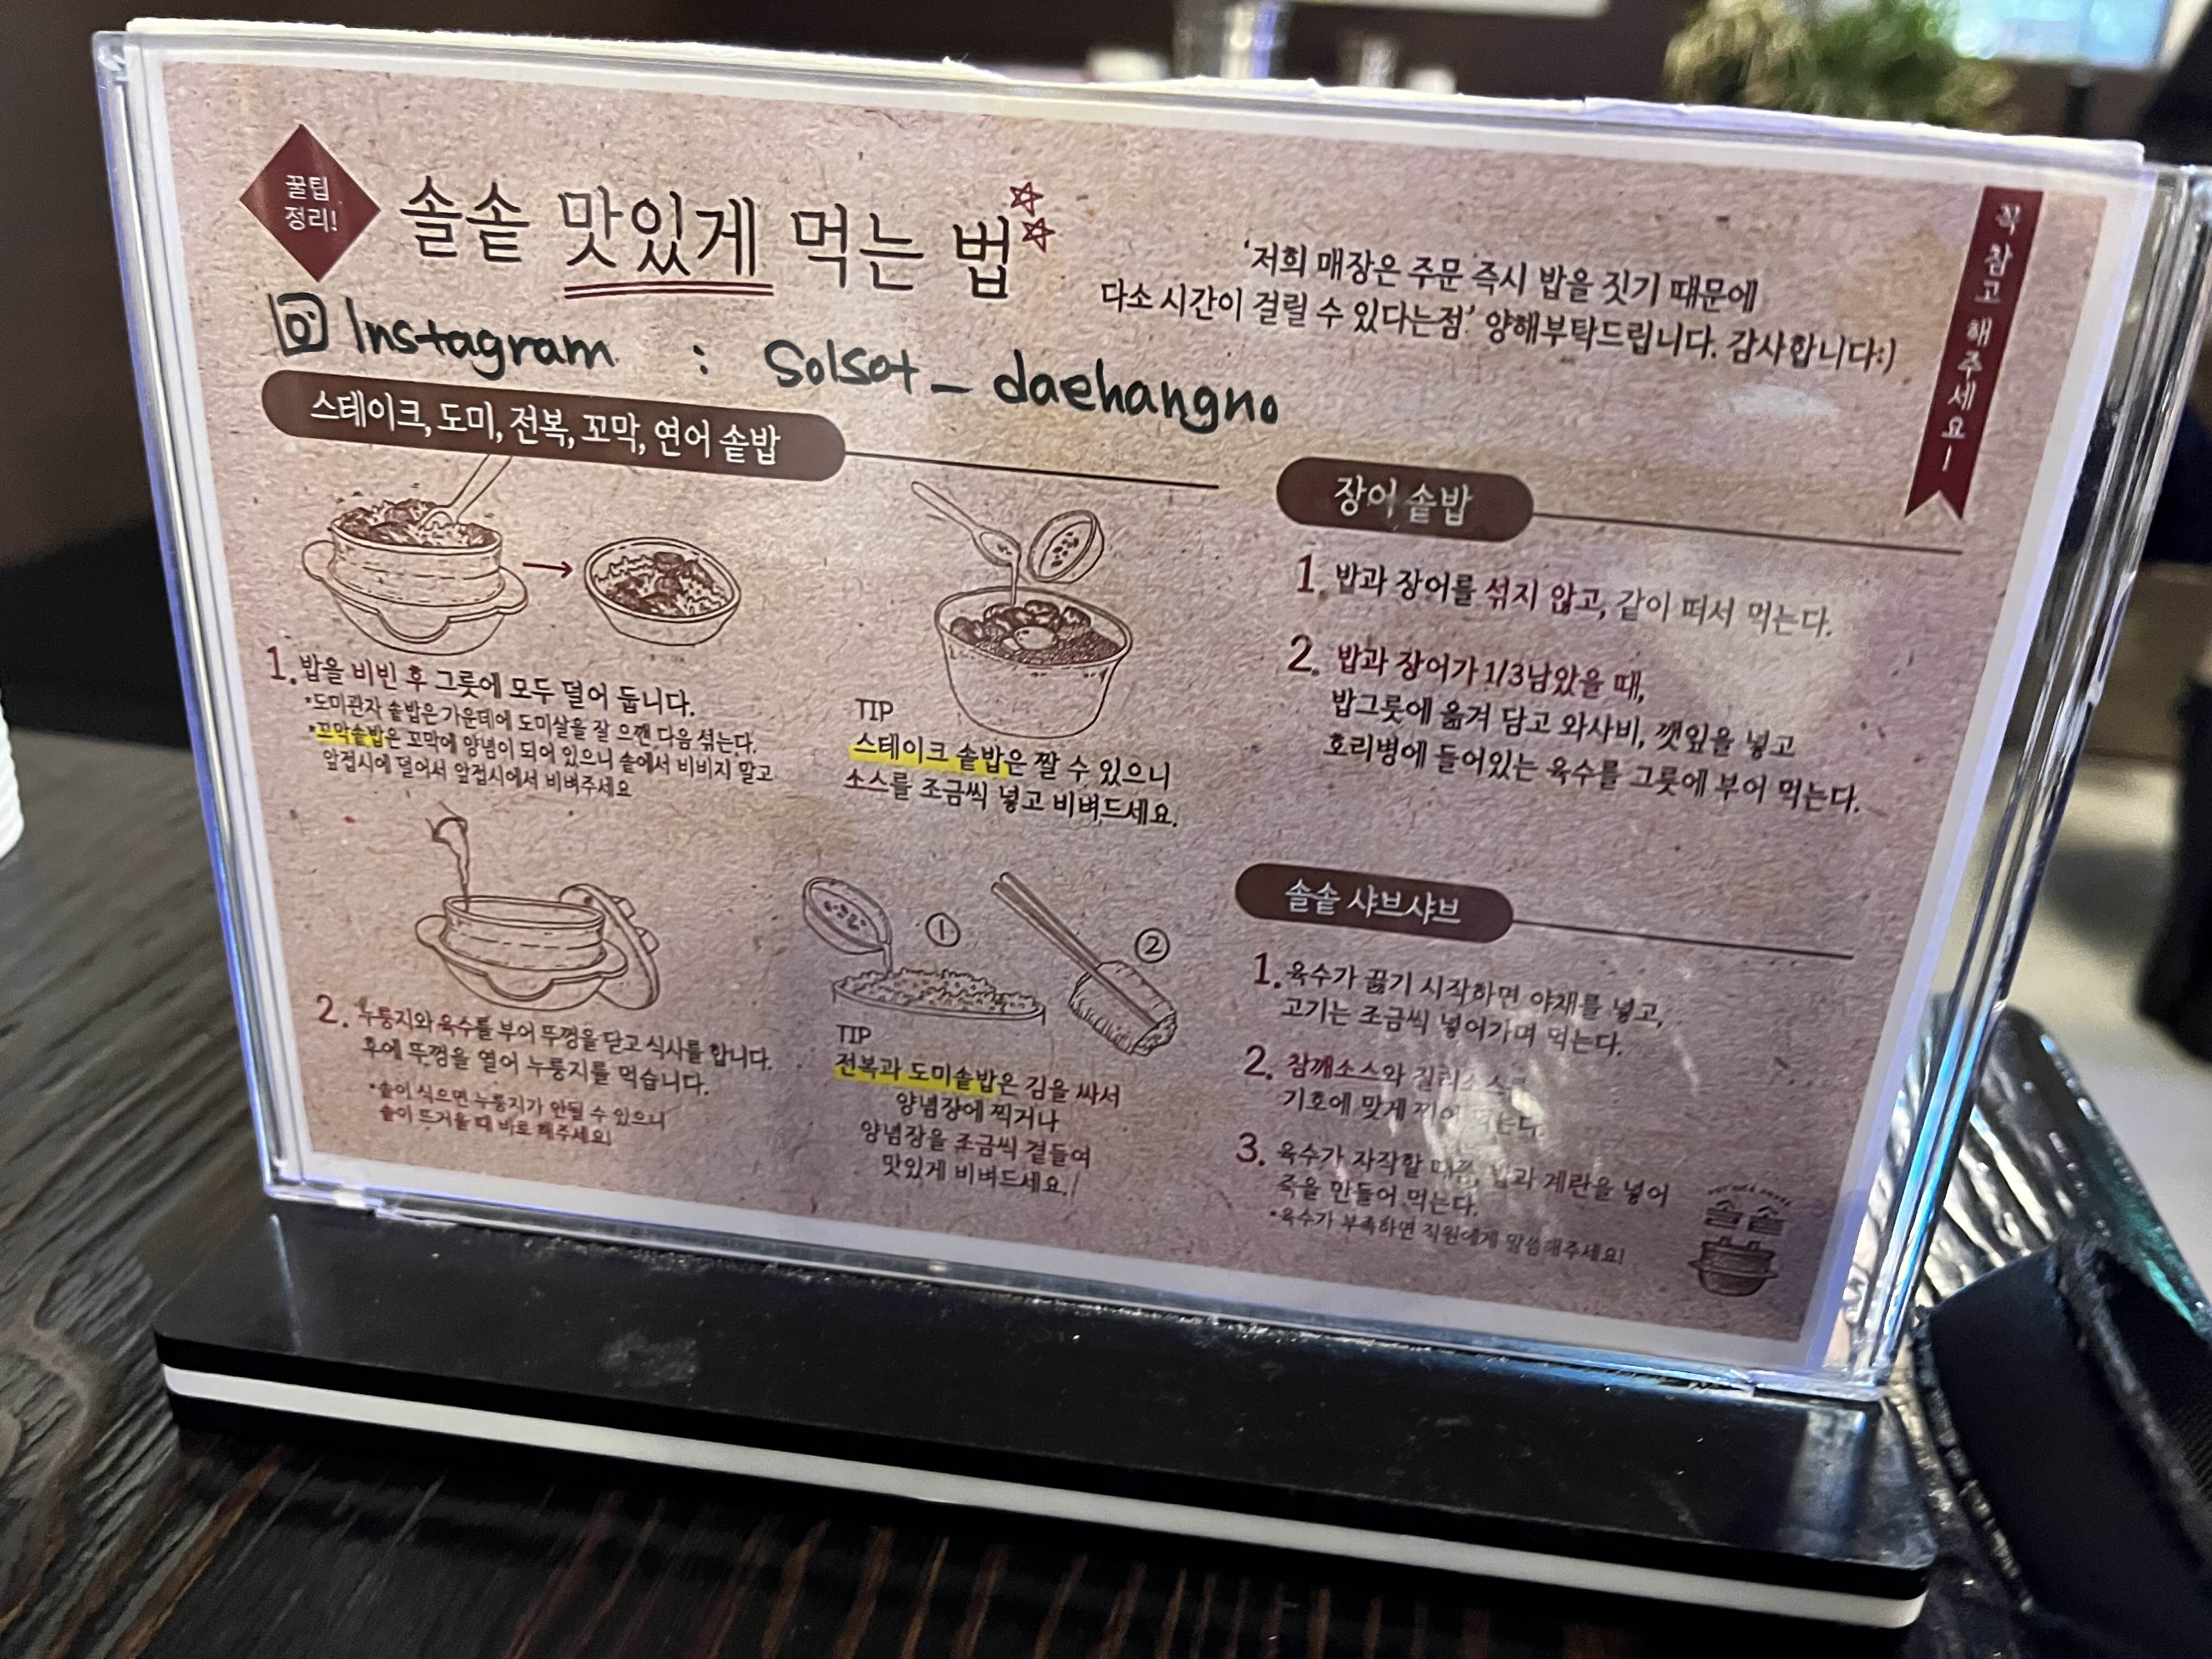 꿀팁
정리!
솔솥 맛있게 먹는 법
'저희 매장은 주문 즉시 밥을 짓기 때문에
다소 시간이 걸릴 수 있다는점' 양해부탁드립니다. 감사합니다:)
꼭 참고해주세요!
Instagram : Solsot_daehangno
스테이크, 도미, 전복, 꼬막, 연어 솥밥
1. 밥을 비빈 후 그릇에 모두 덜어 둡니다.
*도미관자 솥밥은 가운데에 도미살을 잘 으깬 다음 섞는다.
*꼬막솥밥은 꼬막에 양념이 되어 있으니 솥에서 비비지 말고
앞접시에 덜어서 앞접시에서 비벼주세요
TIP
스테이크 솥밥은 짤 수 있으니
소스를 조금씩 넣고 비벼드세요.
2. 누룽지와 육수를 부어 뚜껑을 닫고 식사를 합니다.
후에 뚜껑을 열어 누룽지를 먹습니다.
*솥이 식으면 누룽지가 안될 수 있으니
솥이 뜨거울 때 바로 해주세요!
① ②
TIP
전복과 도미솥밥은 김을 싸서
양념장에 찍거나
양념장을 조금씩 곁들여
맛있게 비벼드세요.
장어 솥밥
1. 밥과 장어를 섞지 않고, 같이 떠서 먹는다.
2. 밥과 장어가 1/3남았을 때,
밥그릇에 옮겨 담고 와사비, 깻잎을 넣고
호리병에 들어있는 육수를 그릇에 부어 먹는다.
솔솥 샤브샤브
1. 육수가 끓기 시작하면 야채를 넣고,
고기는 조금씩 넣어가며 먹는다.
2. 참깨소스와
기호에 맞게
3. 육수가 자작할 밥과 계란을 넣어
죽을 만들어 먹는다.
*육수가 부족하면 직원에게 말씀해주세요!
솔솥